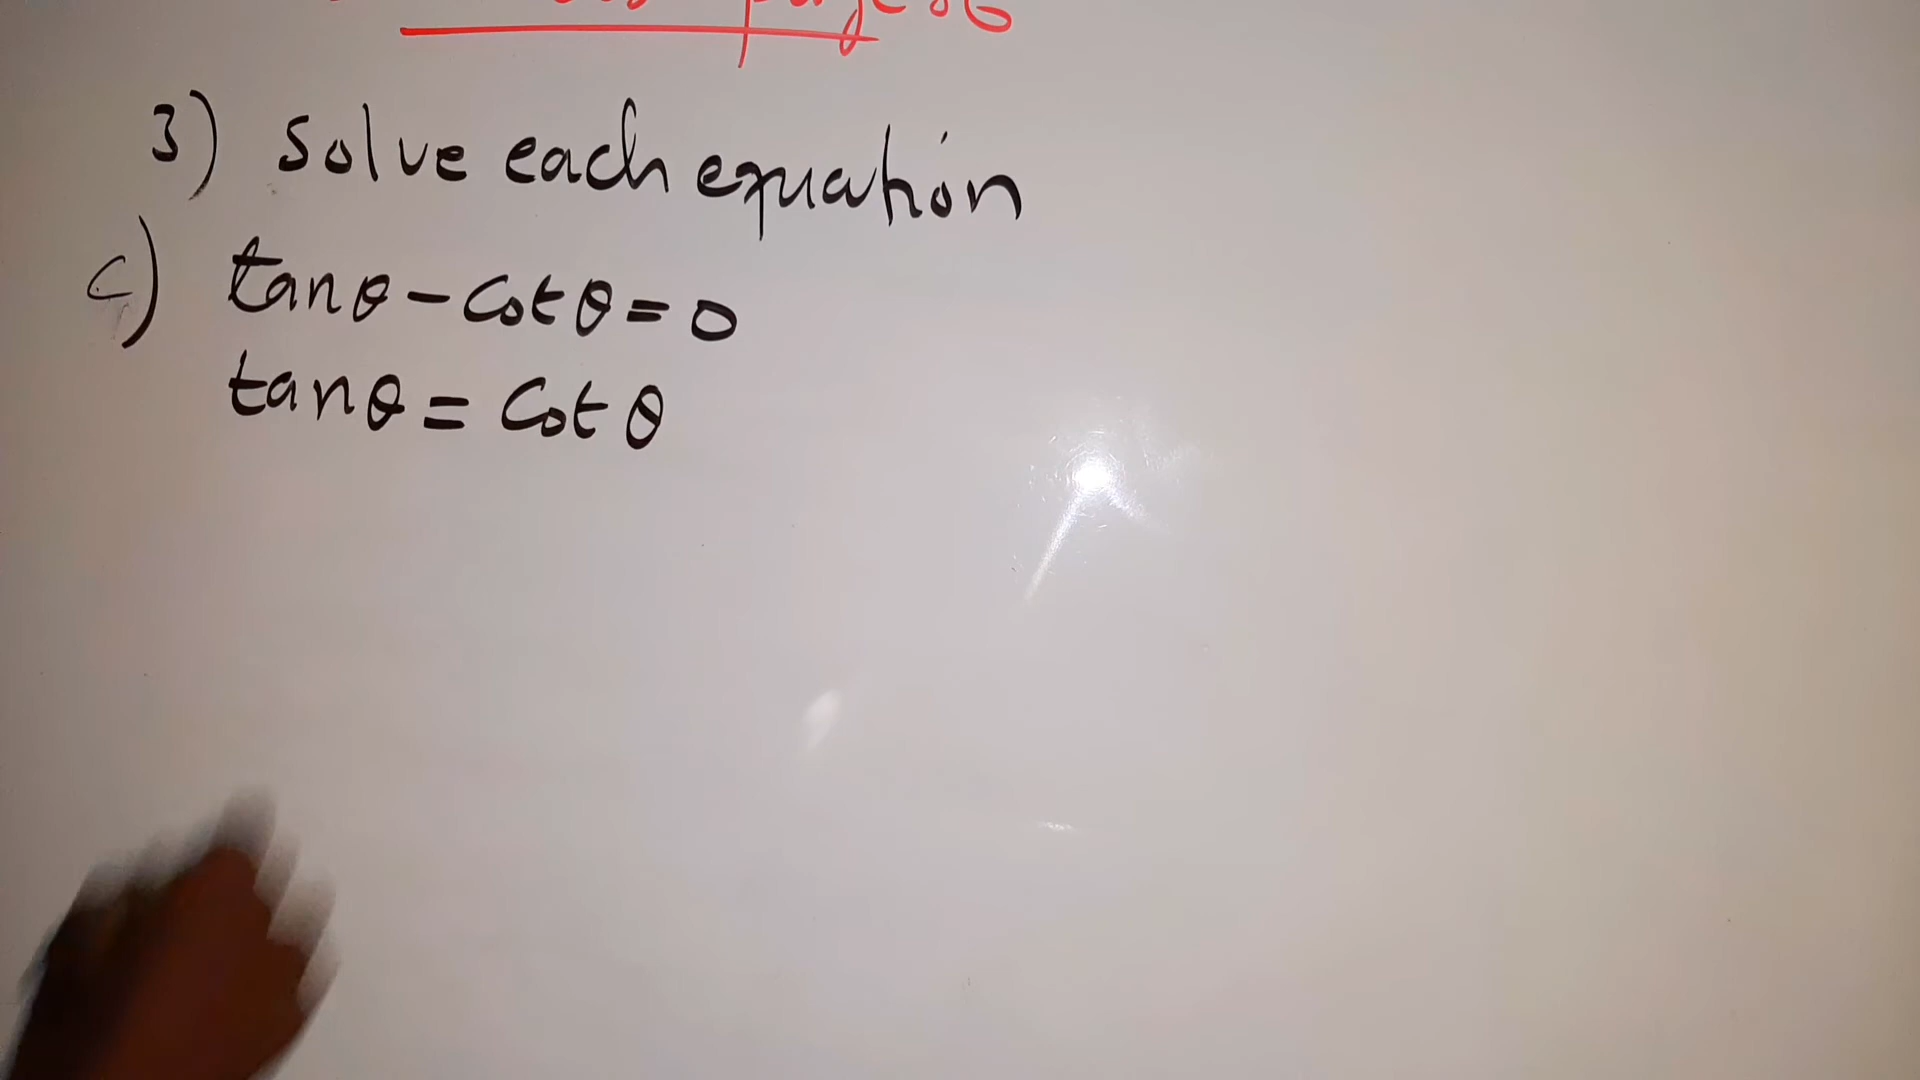 3) solve each equation
c) tanθ - cotθ = 0
tanθ = cotθ